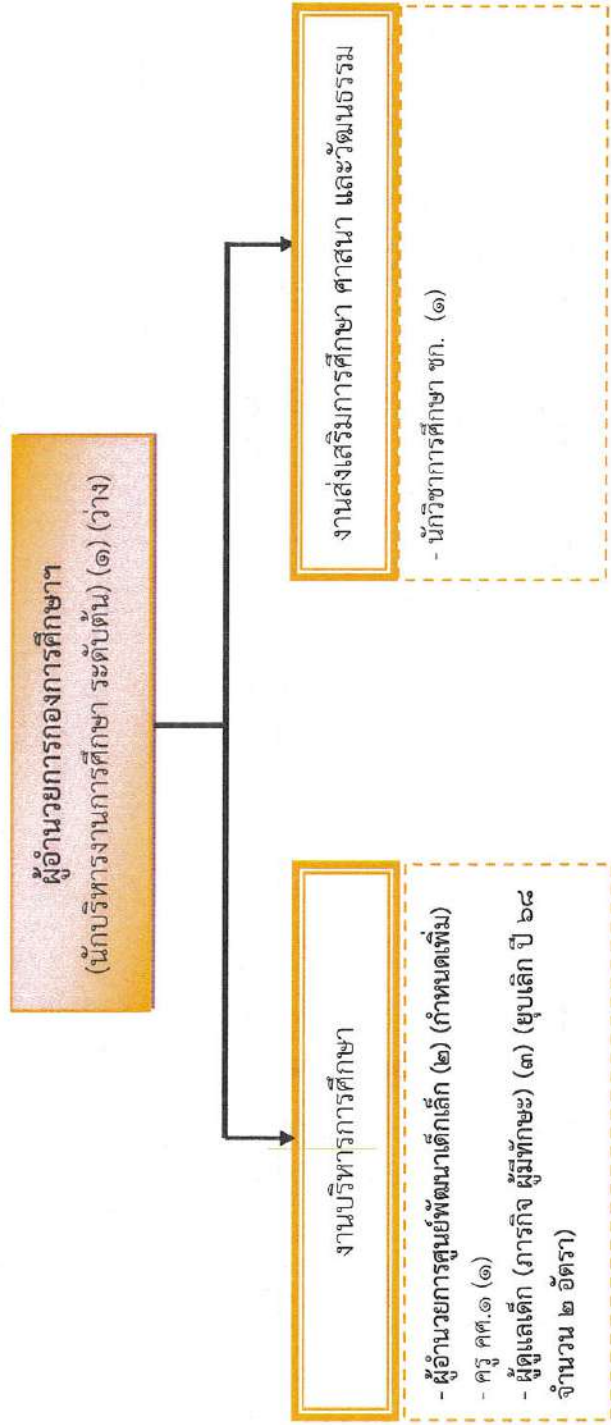 ผู้อำนวยการกองการศึกษาฯ
(นักบริหารงานการศึกษา ระดับต้น) (๑) (ว่าง)
งานบริหารการศึกษา
- ผู้อำนวยการศูนย์พัฒนาเด็กเล็ก (๒) (กำหนดเพิ่ม)
- ครู คศ.๑ (๑)
- ผู้ดูแลเด็ก (ภารกิจ ผู้มีทักษะ) (๓) (ยุบเลิก ปี ๖๘
จำนวน ๒ อัตรา)
งานส่งเสริมการศึกษา ศาสนา และวัฒนธรรม
- นักวิชาการศึกษา ชก. (๑)